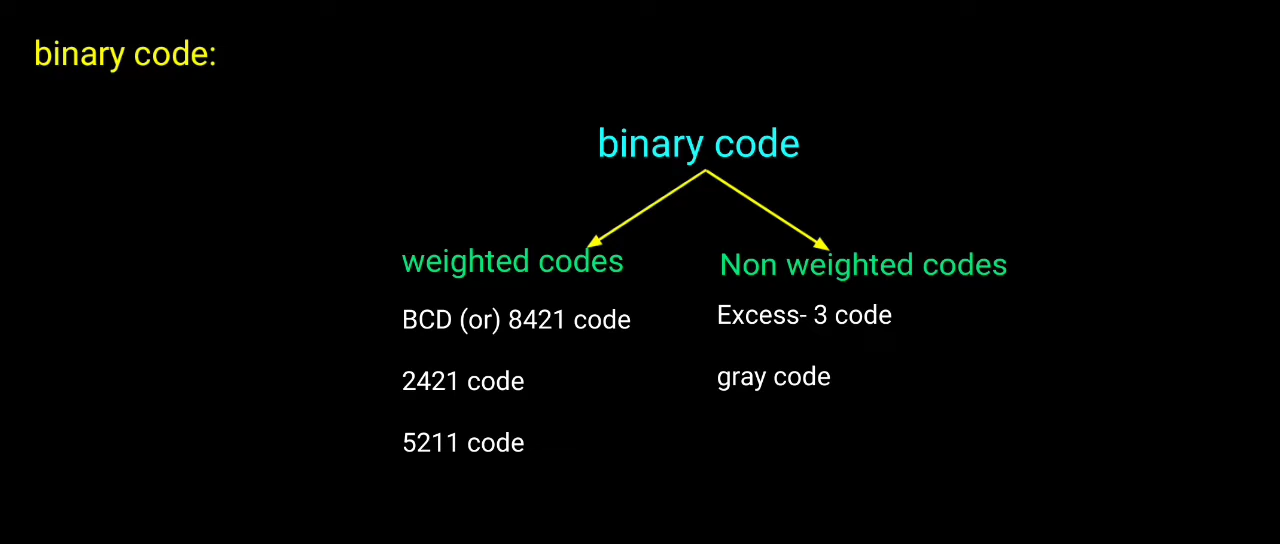 binary code:
binary code
weighted codes
BCD (or) 8421 code
2421 code
5211 code
Non weighted codes
Excess- 3 code
gray code